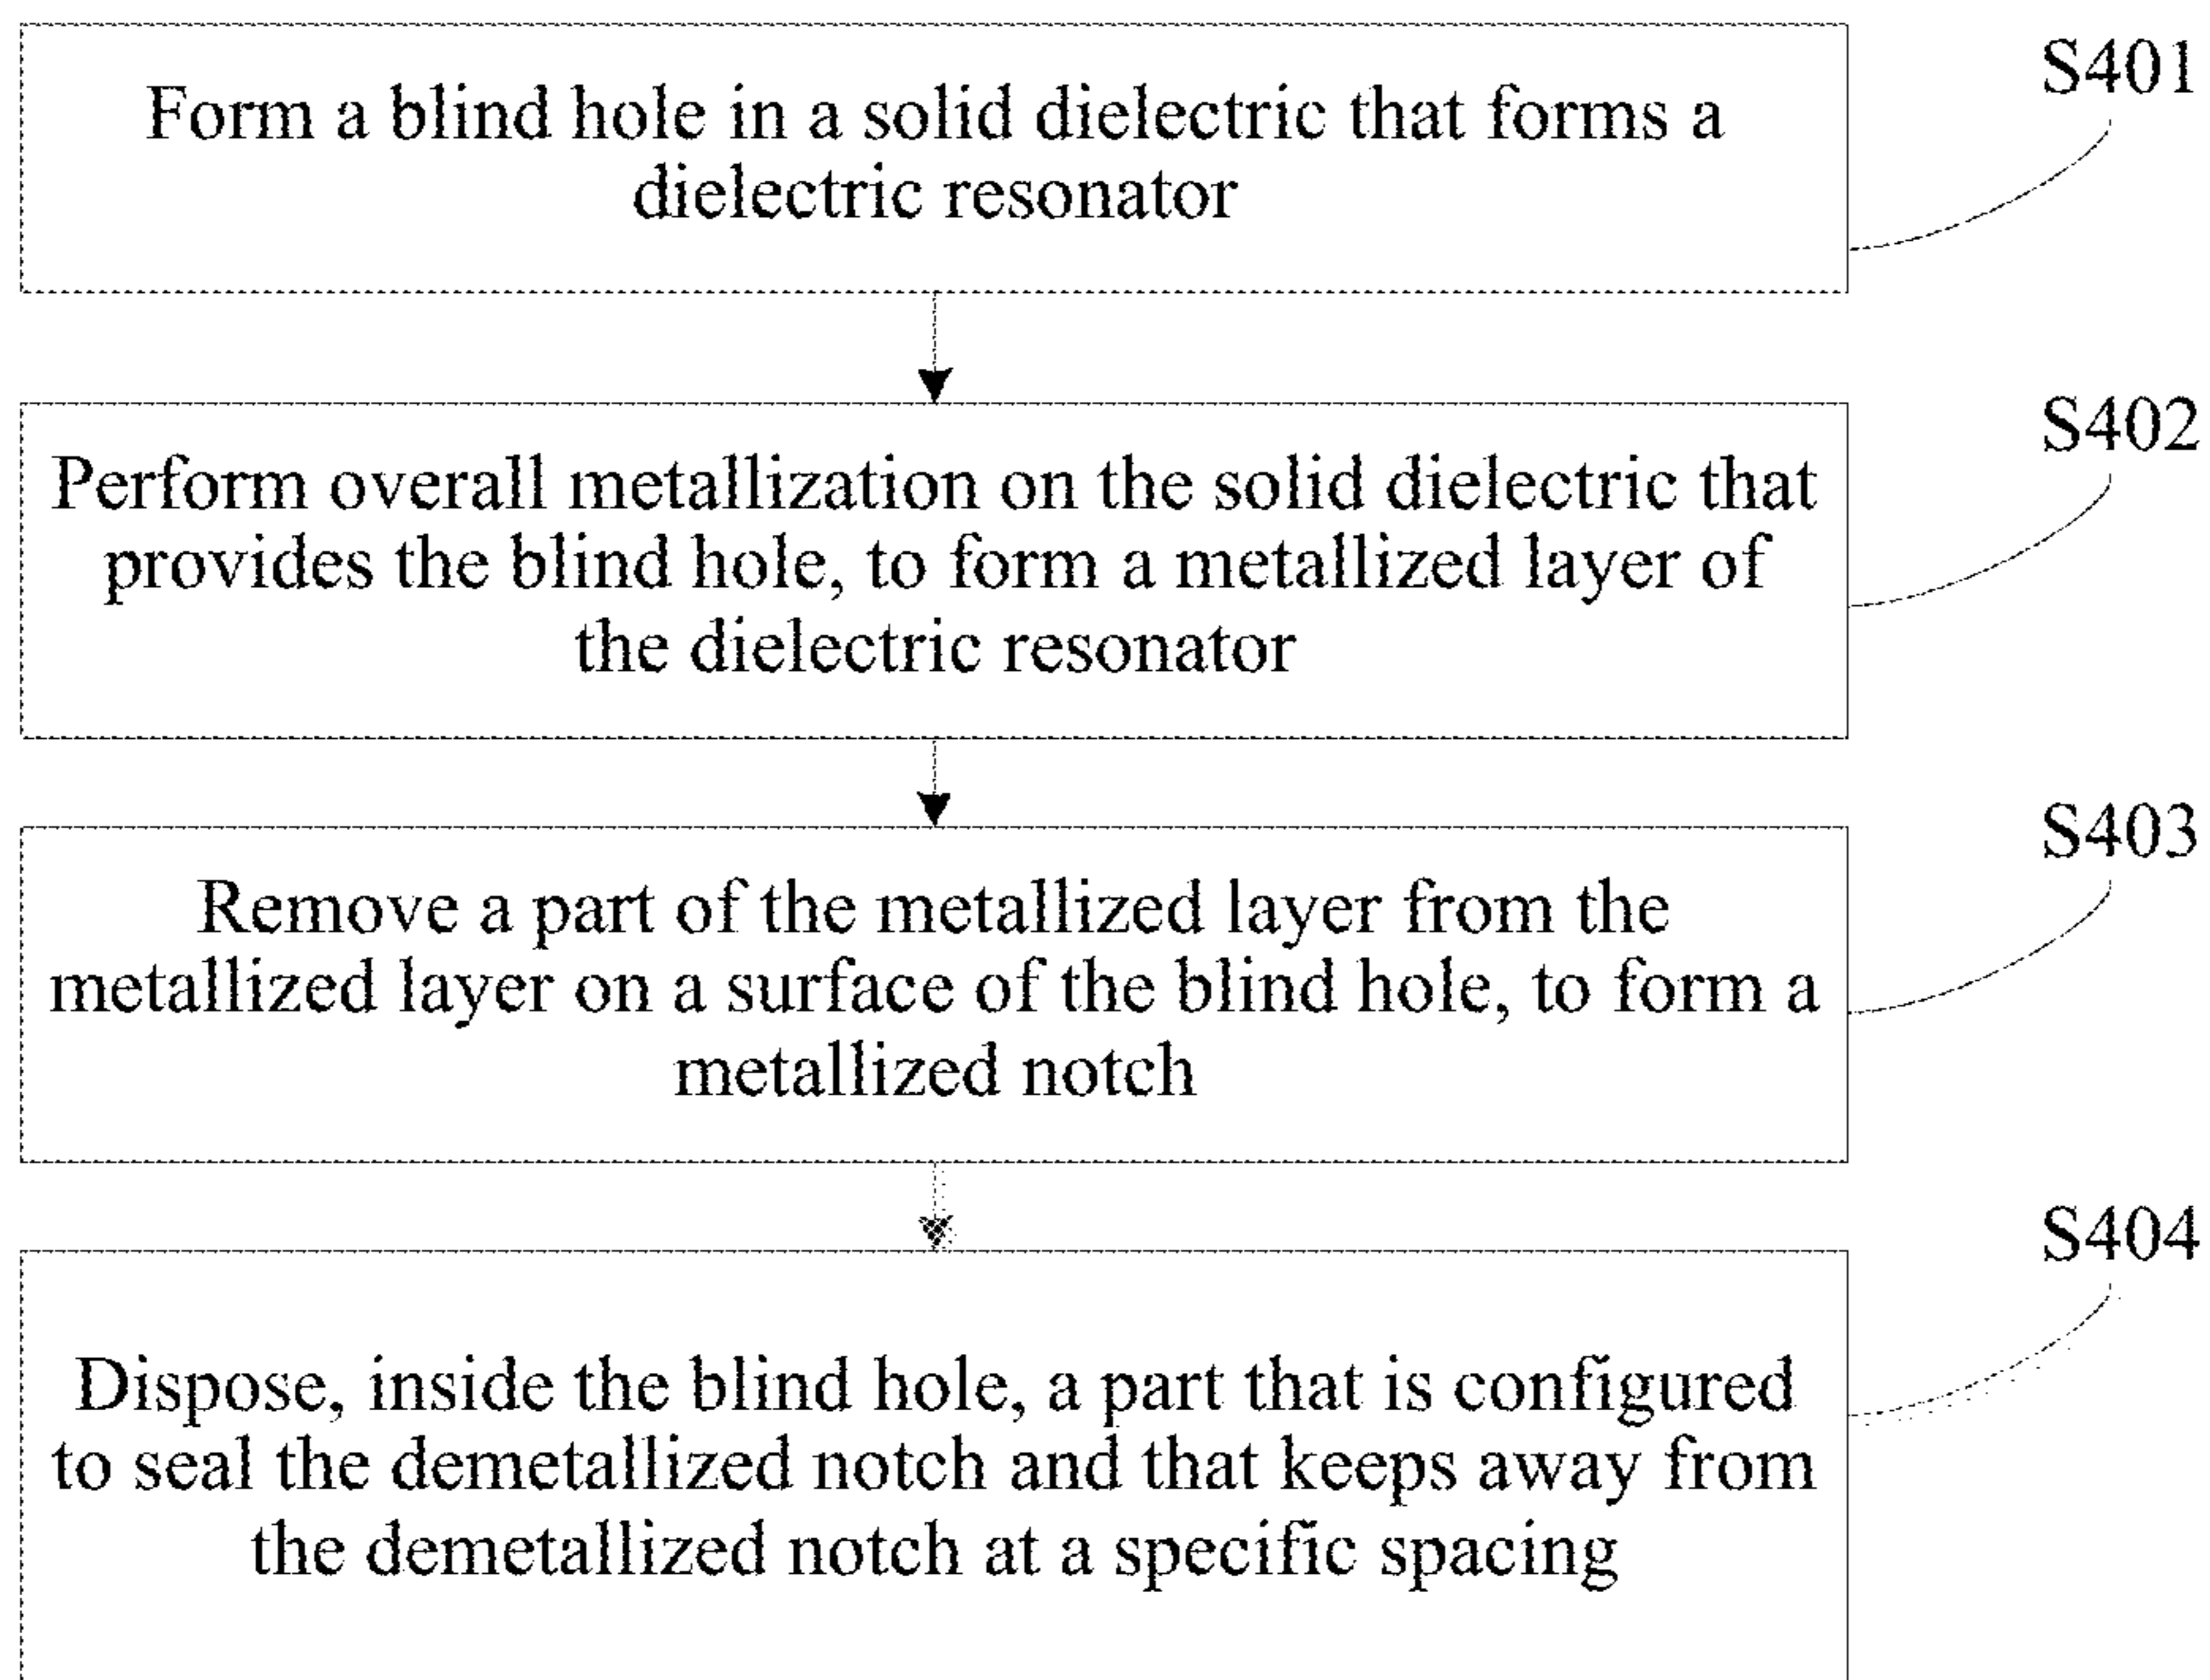 Form a blind hole in a solid dielectric that forms a
dielectric resonator
S401
Perform overall metallization on the solid dielectric that
provides the blind hole, to form a metallized layer of
the dielectric resonator
S402
Remove a part of the metallized layer from the
metallized layer on a surface of the blind hole, to form a
metallized notch
S403
Dispose, inside the blind hole, a part that is configured
to seal the demetallized notch and that keeps away from
the demetallized notch at a specific spacing
S404